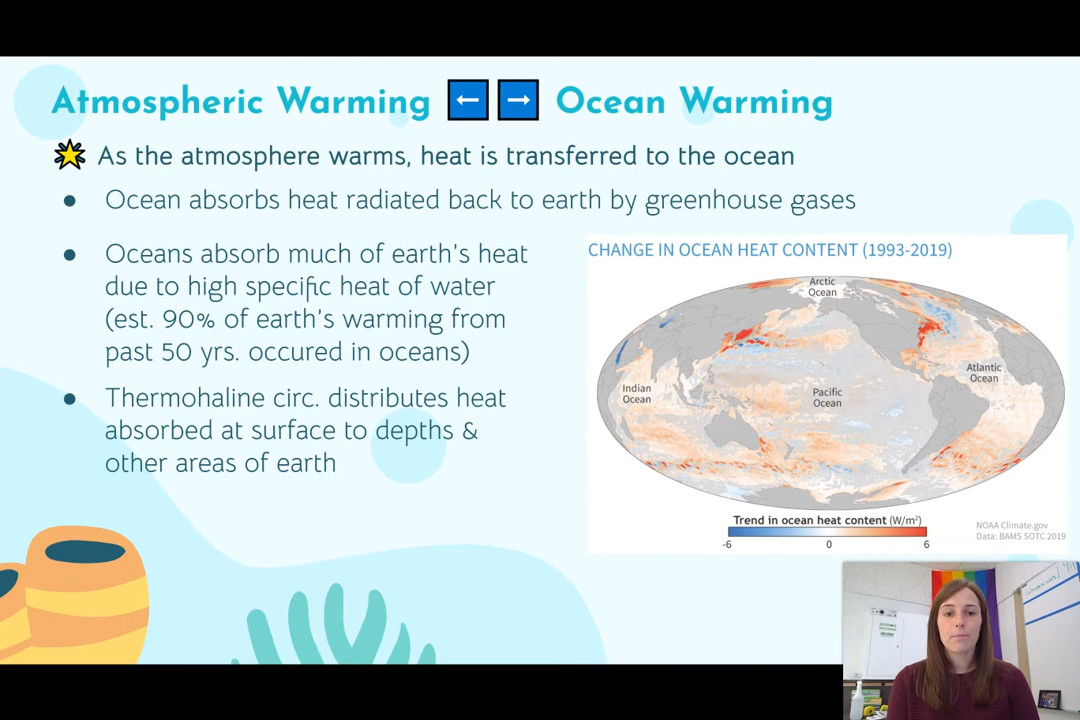 Atmospheric Warming ← → Ocean Warming
As the atmosphere warms, heat is transferred to the ocean
● Ocean absorbs heat radiated back to earth by greenhouse gases
● Oceans absorb much of earth's heat
due to high specific heat of water
(est. 90% of earth's warming from
past 50 yrs. occured in oceans)
● Thermohaline circ. distributes heat
absorbed at surface to depths &
other areas of earth
CHANGE IN OCEAN HEAT CONTENT (1993-2019)
Arctic
Ocean
Indian
Ocean
Pacific
Ocean
Atlantic
Ocean
Trend in ocean heat content (W/m²)
-6 0 6
NOAA Climate.gov
Data: BAMS SOTC 2019